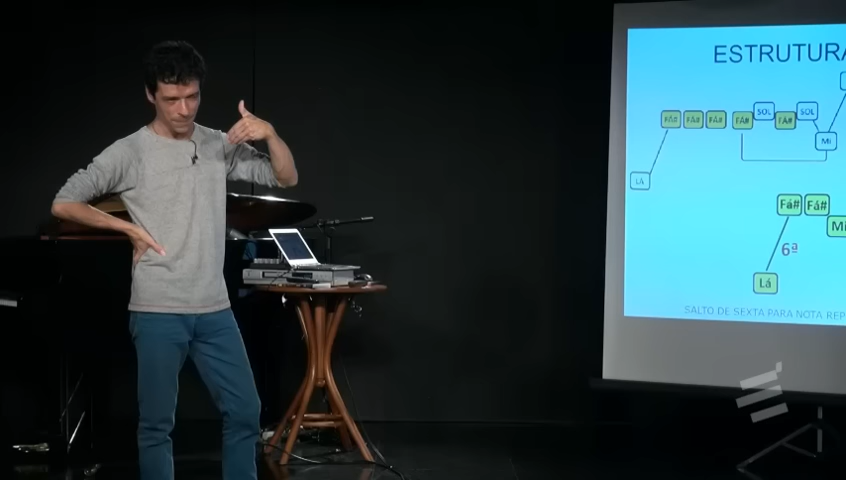 ESTRUTURA
SOL SOL
FÁ# FÁ# FÁ# FÁ# FÁ#
MI
LÁ
Fá# Fá#
Mi
6ª
Lá
SALTO DE SEXTA PARA NOTA REP